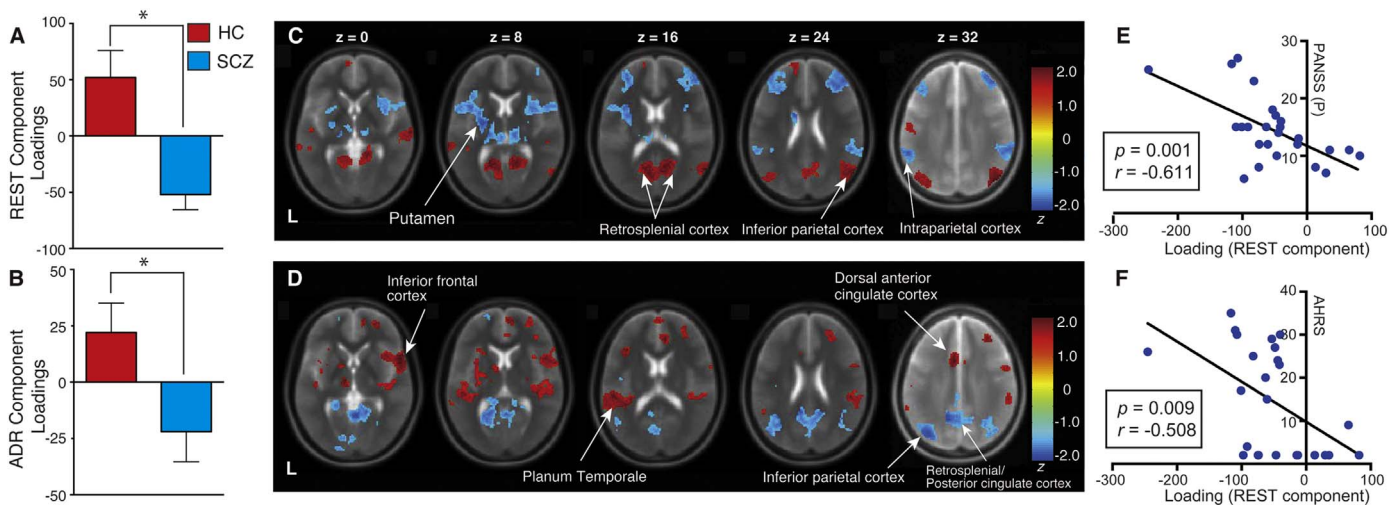 A
REST Component
Loadings
100
50
0
-50
-100
*
HC
SCZ
B
ADR Component
Loadings
50
25
0
-25
-50
*
C
z = 0
z = 8
z = 16
z = 24
z = 32
Putamen
Retrosplenial cortex
Inferior parietal cortex
Intraparietal cortex
L
2.0
1.0
0
-1.0
-2.0
z
D
Inferior frontal
cortex
Dorsal anterior
cingulate cortex
Planum Temporale
Inferior parietal cortex
Retrosplenial/
Posterior cingulate cortex
L
2.0
1.0
0
-1.0
-2.0
z
E
PANSS (P)
30
20
10
p = 0.001
r = -0.611
-300
-200
-100
0
100
Loading (REST component)
F
AHRS
40
30
20
10
p = 0.009
r = -0.508
-300
-200
-100
0
100
Loading (REST component)